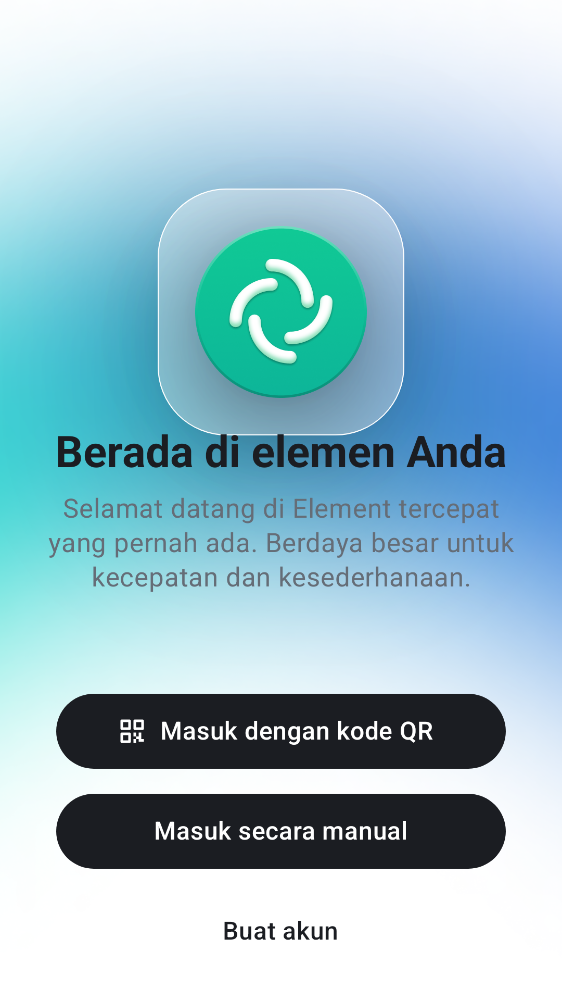 Berada di elemen Anda
Selamat datang di Element tercepat
yang pernah ada. Berdaya besar untuk
kecepatan dan kesederhanaan.
Masuk dengan kode QR
Masuk secara manual
Buat akun